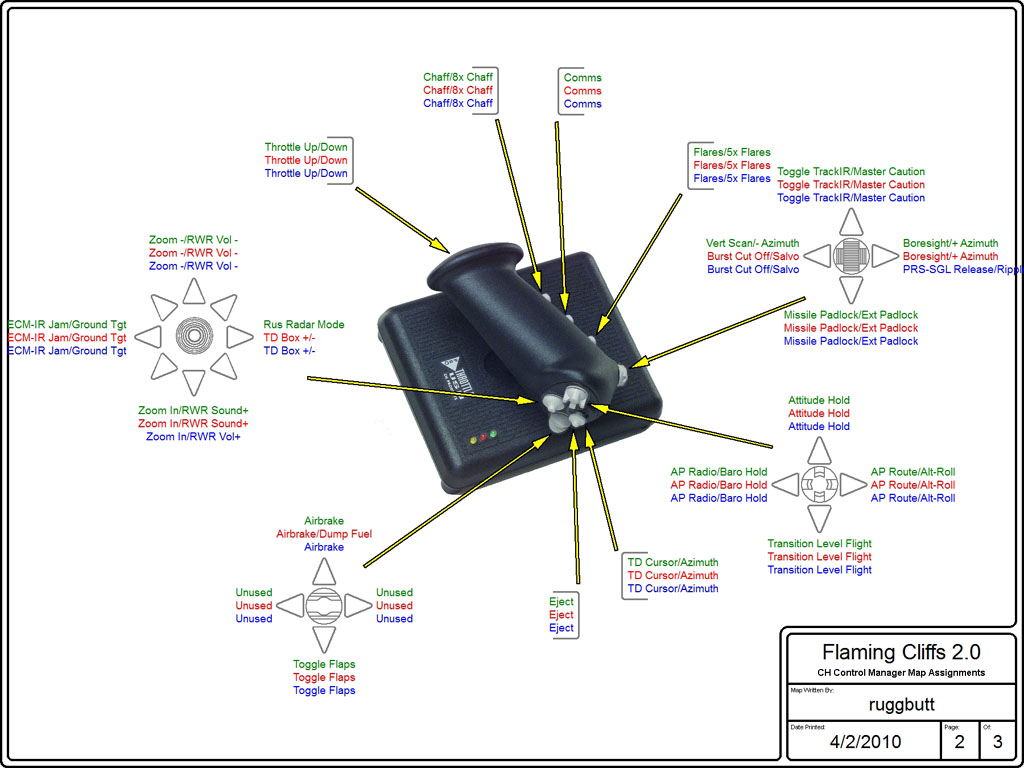 Chaff/8x Chaff
Chaff/8x Chaff
Chaff/8x Chaff
Comms
Comms
Comms
Throttle Up/Down
Throttle Up/Down
Throttle Up/Down
Flares/5x Flares
Flares/5x Flares
Flares/5x Flares
Toggle TrackIR/Master Caution
Toggle TrackIR/Master Caution
Toggle TrackIR/Master Caution
Vert Scan/- Azimuth
Burst Cut Off/Salvo
Burst Cut Off/Salvo
Boresight/+ Azimuth
Boresight/+ Azimuth
PRS-SGL Release/Rippl
Missile Padlock/Ext Padlock
Missile Padlock/Ext Padlock
Missile Padlock/Ext Padlock
Zoom -/RWR Vol -
Zoom -/RWR Vol -
Zoom -/RWR Vol -
ECM-IR Jam/Ground Tgt
ECM-IR Jam/Ground Tgt
ECM-IR Jam/Ground Tgt
Rus Radar Mode
TD Box +/-
TD Box +/-
Zoom In/RWR Sound+
Zoom In/RWR Sound+
Zoom In/RWR Vol+
Attitude Hold
Attitude Hold
Attitude Hold
AP Radio/Baro Hold
AP Radio/Baro Hold
AP Radio/Baro Hold
AP Route/Alt-Roll
AP Route/Alt-Roll
AP Route/Alt-Roll
Transition Level Flight
Transition Level Flight
Transition Level Flight
Airbrake
Airbrake/Dump Fuel
Airbrake
Unused
Unused
Unused
Unused
Unused
Unused
Toggle Flaps
Toggle Flaps
Toggle Flaps
Eject
Eject
Eject
TD Cursor/Azimuth
TD Cursor/Azimuth
TD Cursor/Azimuth
Flaming Cliffs 2.0
CH Control Manager Map Assignments
Map Written By:
ruggbutt
Date Printed:
4/2/2010
Page:
2
Of:
3